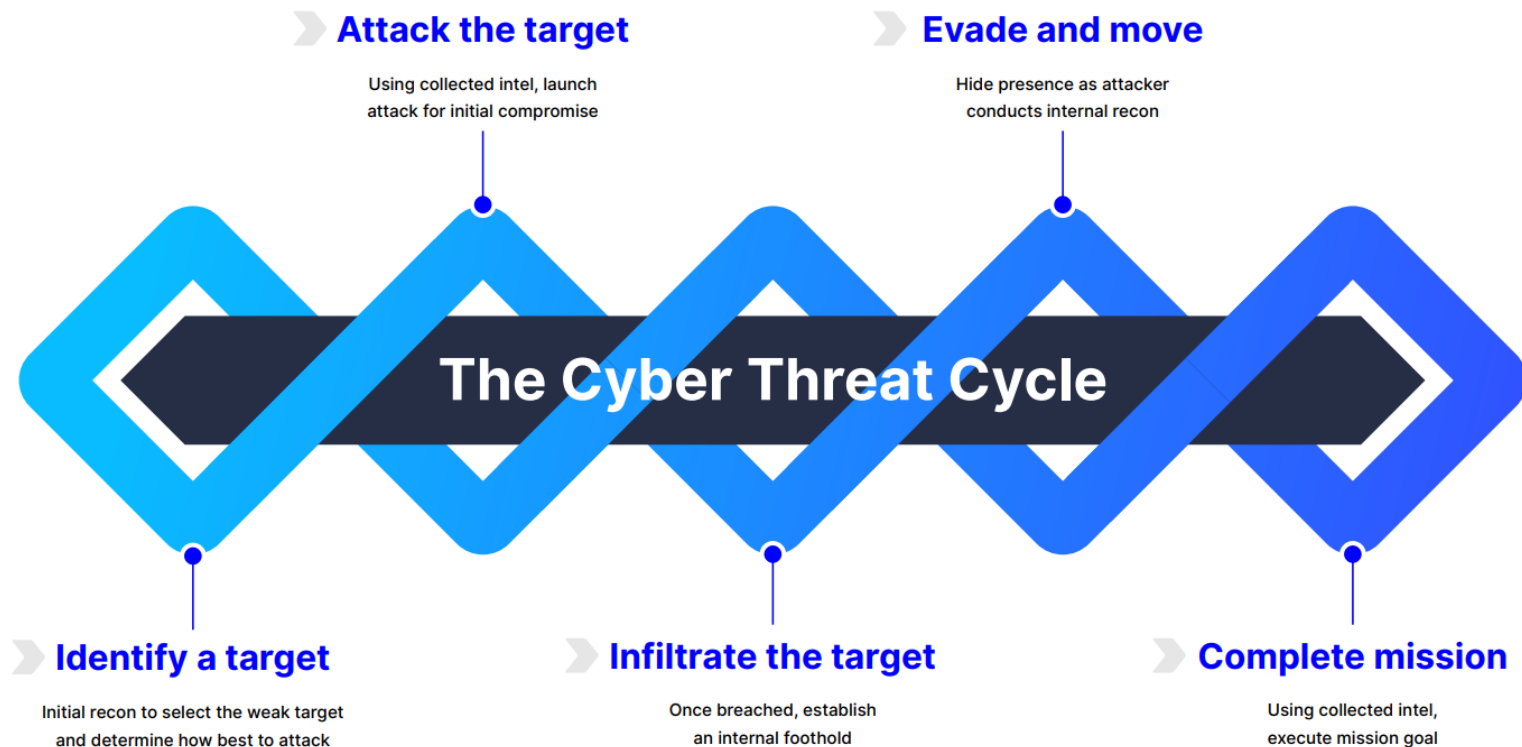 Attack the target
Using collected intel, launch
attack for initial compromise
Evade and move
Hide presence as attacker
conducts internal recon
The Cyber Threat Cycle
Identify a target
Initial recon to select the weak target
and determine how best to attack
Infiltrate the target
Once breached, establish
an internal foothold
Complete mission
Using collected intel,
execute mission goal